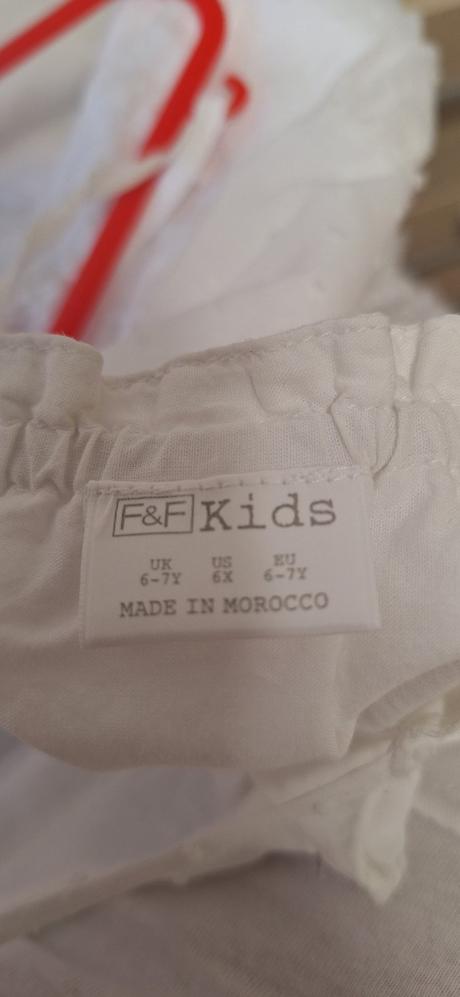 F&F Kids
UK US EU
6-7Y 6X 6-7Y
MADE IN MOROCCO